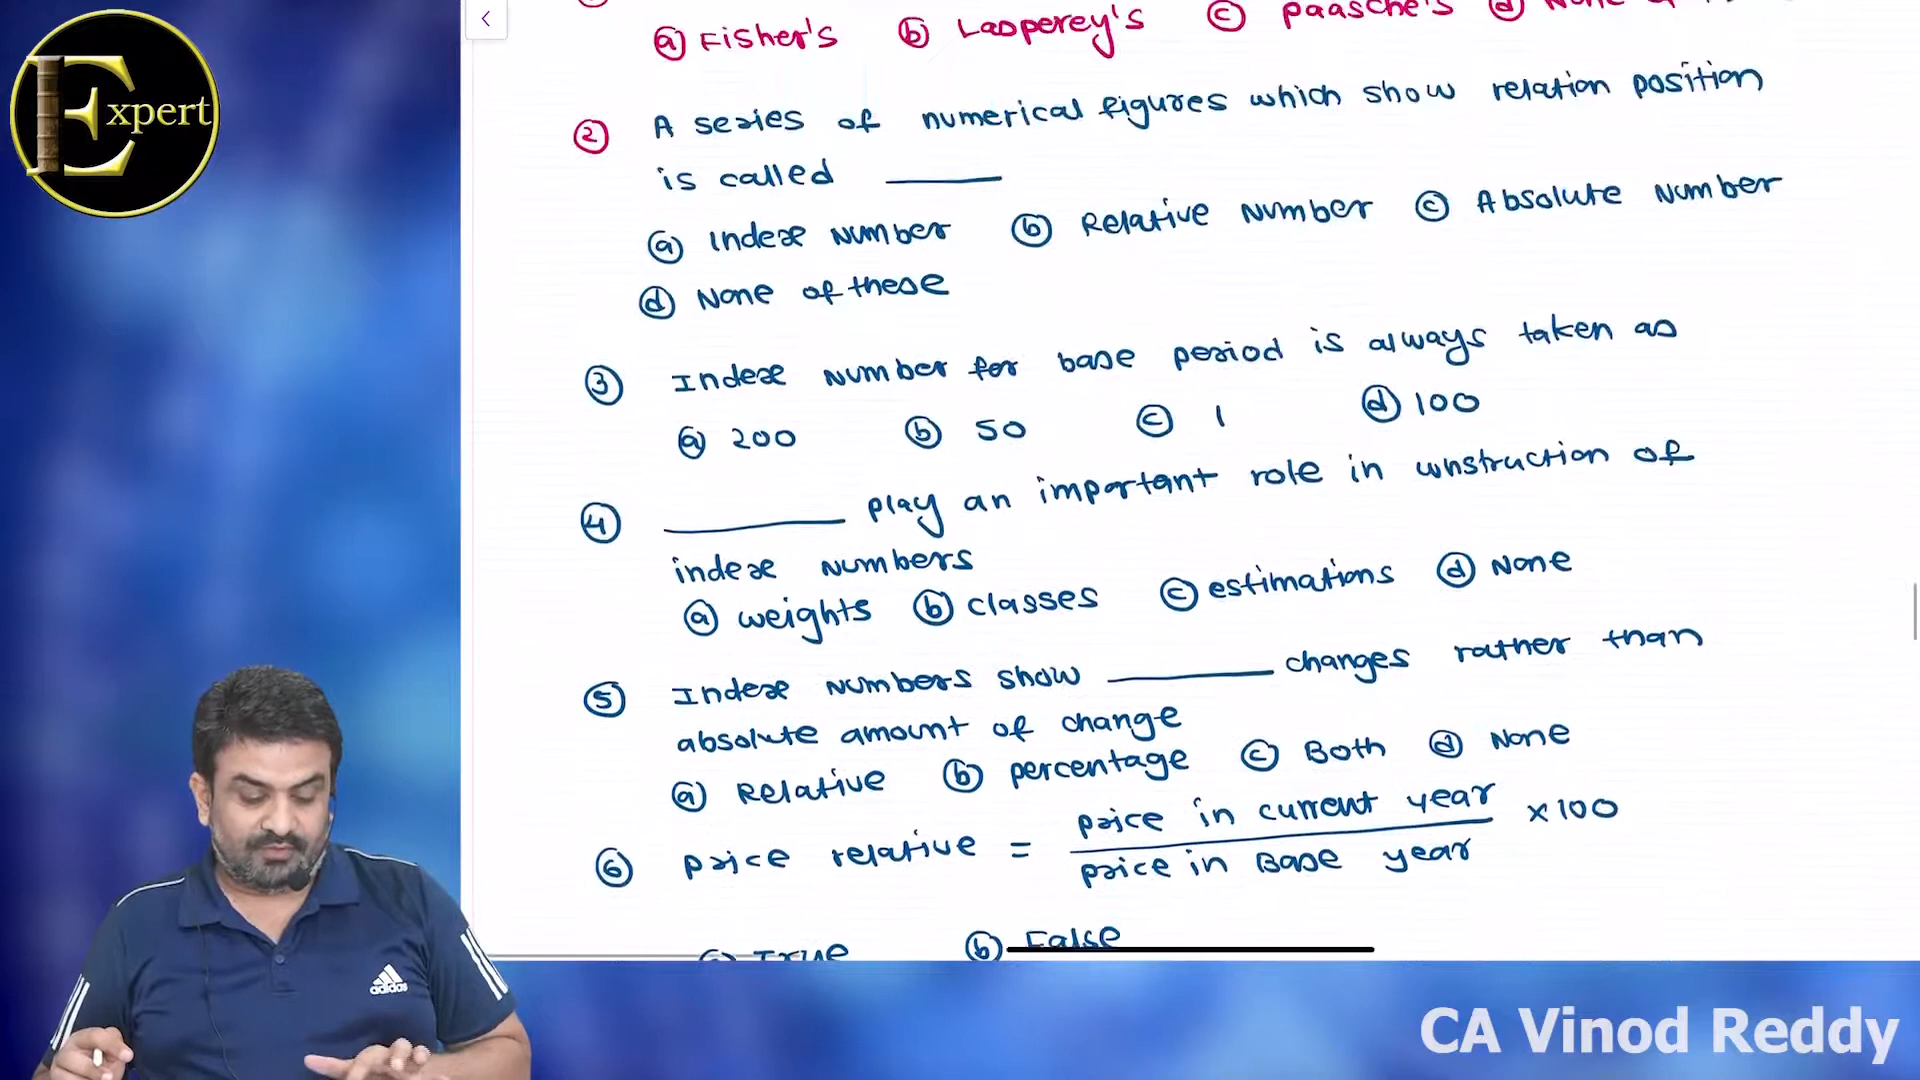 Expert
<
ⓐ Fisher's ⓑ Lasperey's ⓒ paasche's ⓓ None
② A series of numerical figures which show relation position
is called ______
ⓐ Index Number ⓑ Relative Number ⓒ Absolute Number
ⓓ None of these
③ Index Number for base period is always taken as
ⓐ 200 ⓑ 50 ⓒ 1 ⓓ 100
④ ______ play an important role in construction of
index numbers
ⓐ weights ⓑ classes ⓒ estimations ⓓ None
⑤ Index Numbers show ______ changes rather than
absolute amount of change
ⓐ Relative ⓑ percentage ⓒ Both ⓓ None
⑥ price relative = price in current year / price in Base year × 100
ⓐ True ⓑ False
adidas
CA Vinod Reddy